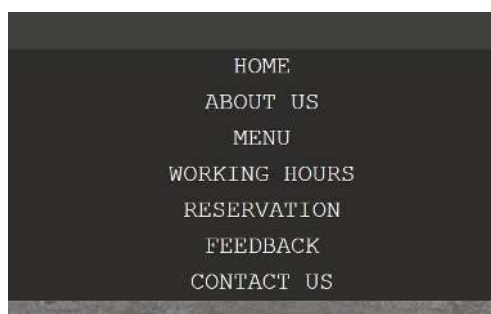 HOME
ABOUT US
MENU
WORKING HOURS
RESERVATION
FEEDBACK
CONTACT US